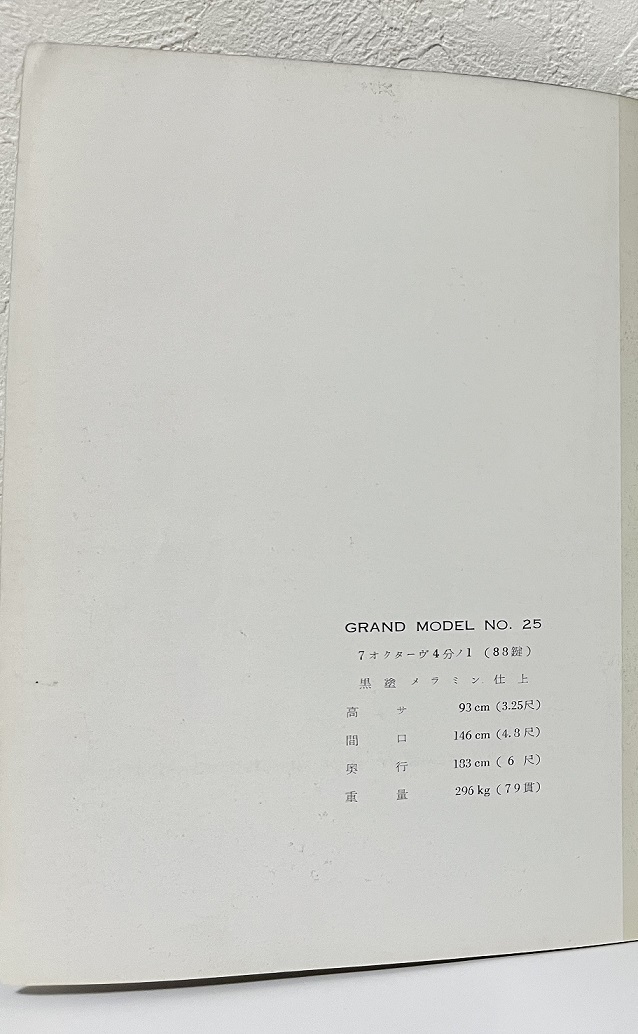 GRAND MODEL NO. 25
7オクターヴ4分ノ1 (88鍵)
黒塗メラミン仕上
高サ 93cm (3.25尺)
間口 146cm (4.8尺)
奥行 183cm ( 6 尺)
重量 296kg ( 79貫)